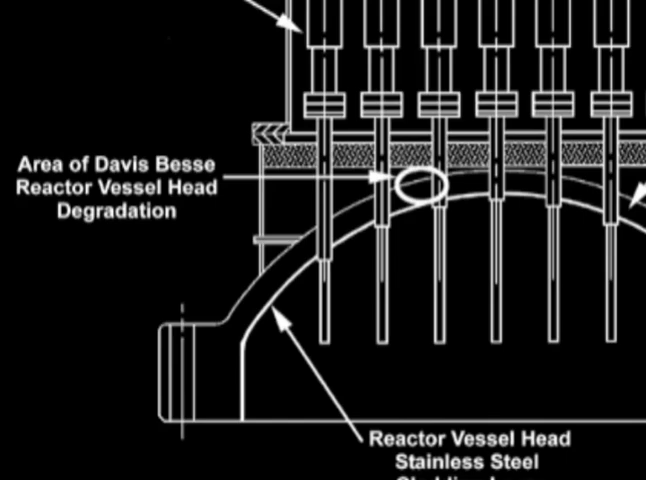 Area of Davis Besse
Reactor Vessel Head
Degradation
Reactor Vessel Head
Stainless Steel